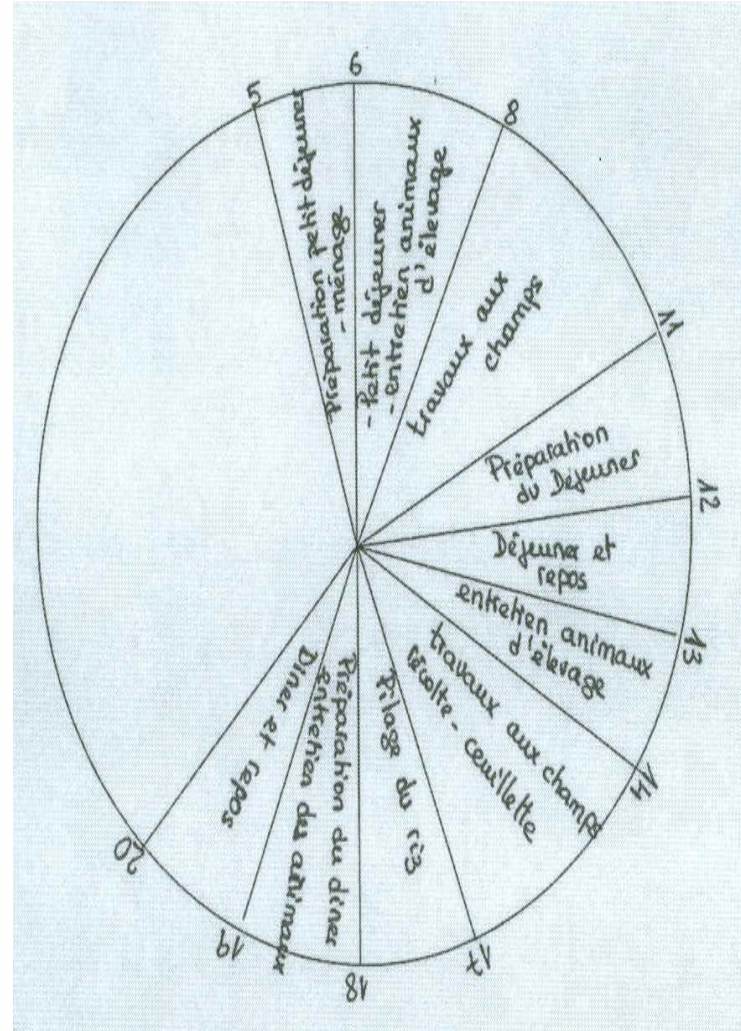 5
préparation petit déjeuner
- ménage
6
- petit déjeuner
- entretien animaux
d'élevage
8
travaux aux
champs
11
Préparation
du Déjeuner
12
Déjeuner et
repos
13
entretien animaux
d'élevage
14
travaux aux champs
récolte - cueillette
17
Pilage du riz
18
Préparation du diner
entretien des animaux
19
Diner et repos
20